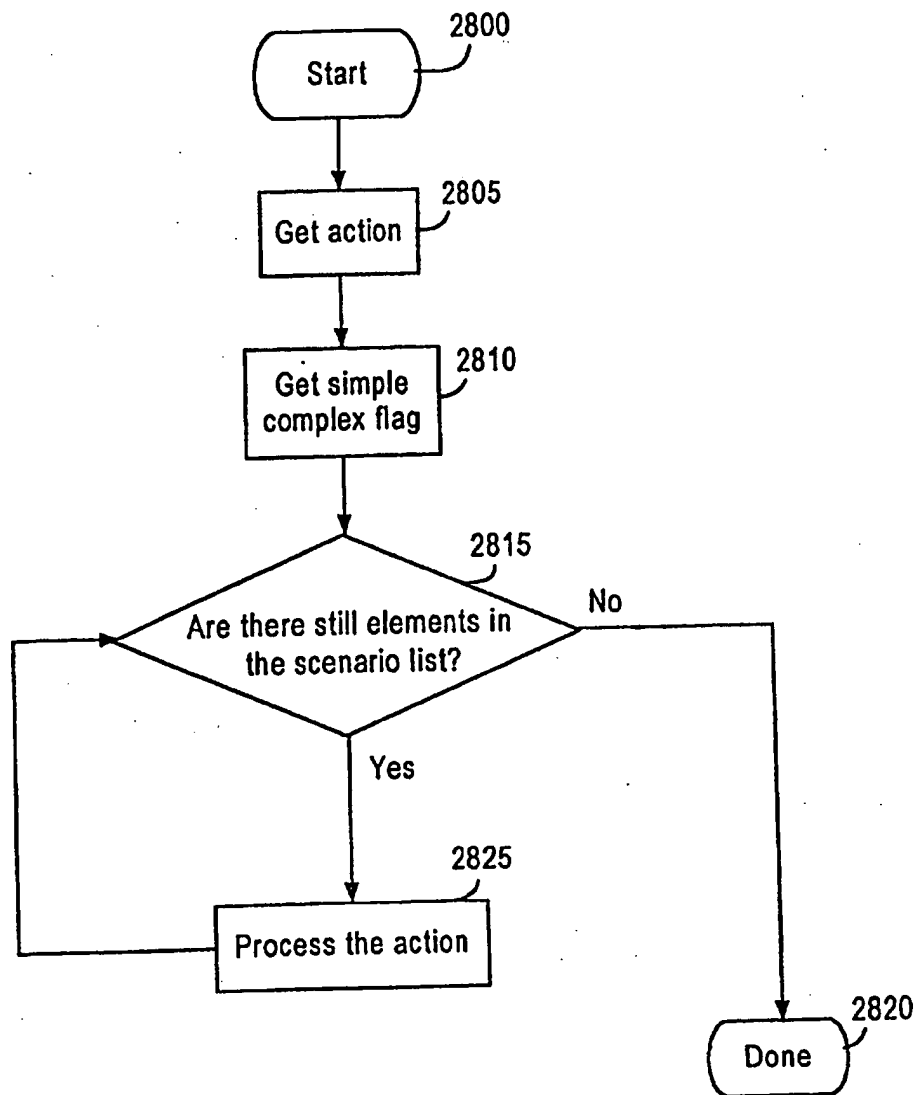 2800
Start
2805
Get action
2810
Get simple
complex flag
2815
Are there still elements in
the scenario list?
No
Yes
2825
Process the action
2820
Done